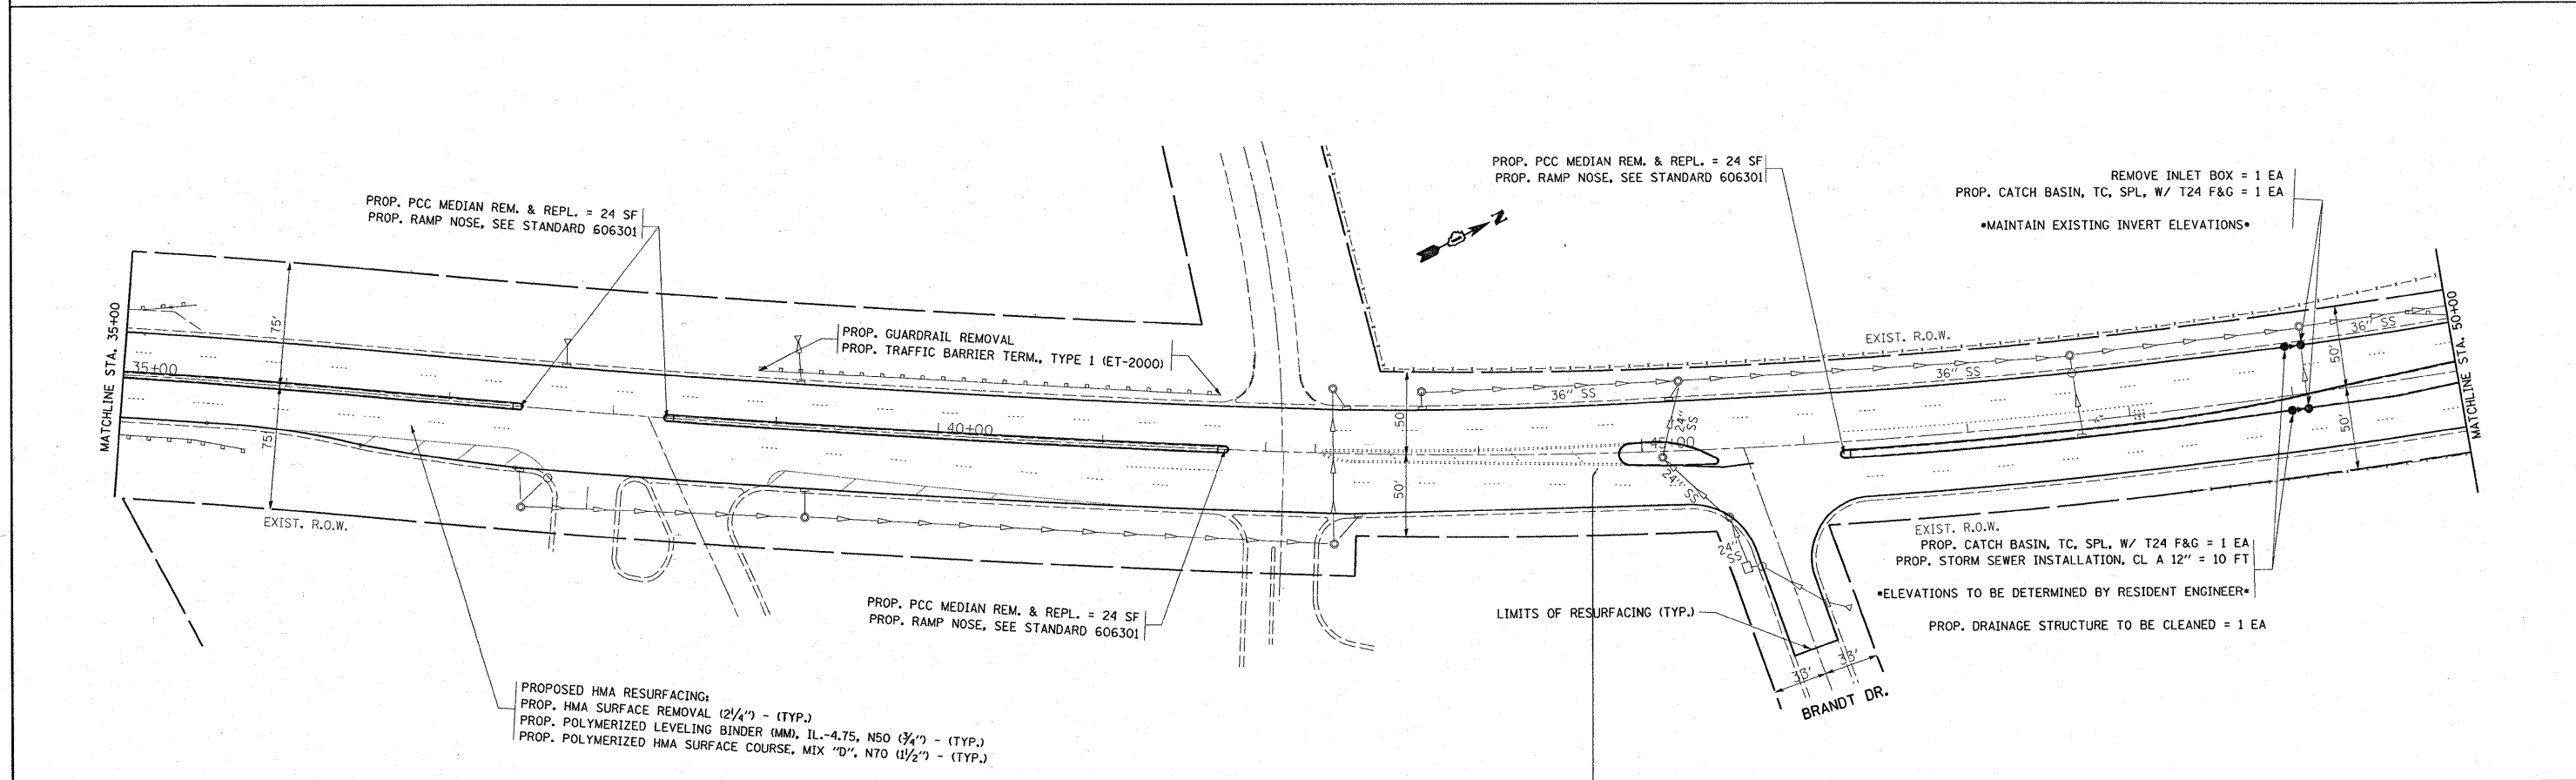 PROP. PCC MEDIAN REM. & REPL. = 24 SF
PROP. RAMP NOSE, SEE STANDARD 606301
PROP. PCC MEDIAN REM. & REPL. = 24 SF
PROP. RAMP NOSE, SEE STANDARD 606301
REMOVE INLET BOX = 1 EA
PROP. CATCH BASIN, TC, SPL, W/ T24 F&G = 1 EA
*MAINTAIN EXISTING INVERT ELEVATIONS*
N
MATCHLINE STA. 35+00
75'
75'
35+00
PROP. GUARDRAIL REMOVAL
PROP. TRAFFIC BARRIER TERM., TYPE 1 (ET-2000)
40+00
EXIST. R.O.W.
EXIST. R.O.W.
36" SS
36" SS
36" SS
50'
50'
50'
50'
MATCHLINE STA. 50+00
24" SS
45+00
24" SS
24" SS
EXIST. R.O.W.
PROP. CATCH BASIN, TC, SPL, W/ T24 F&G = 1 EA
PROP. STORM SEWER INSTALLATION, CL A 12" = 10 FT
*ELEVATIONS TO BE DETERMINED BY RESIDENT ENGINEER*
PROP. DRAINAGE STRUCTURE TO BE CLEANED = 1 EA
PROP. PCC MEDIAN REM. & REPL. = 24 SF
PROP. RAMP NOSE, SEE STANDARD 606301
LIMITS OF RESURFACING (TYP.)
33'
33'
BRANDT DR.
PROPOSED HMA RESURFACING:
PROP. HMA SURFACE REMOVAL (2¼") - (TYP.)
PROP. POLYMERIZED LEVELING BINDER (MM), IL.-4.75, N50 (¾") - (TYP.)
PROP. POLYMERIZED HMA SURFACE COURSE, MIX "D", N70 (1½") - (TYP.)